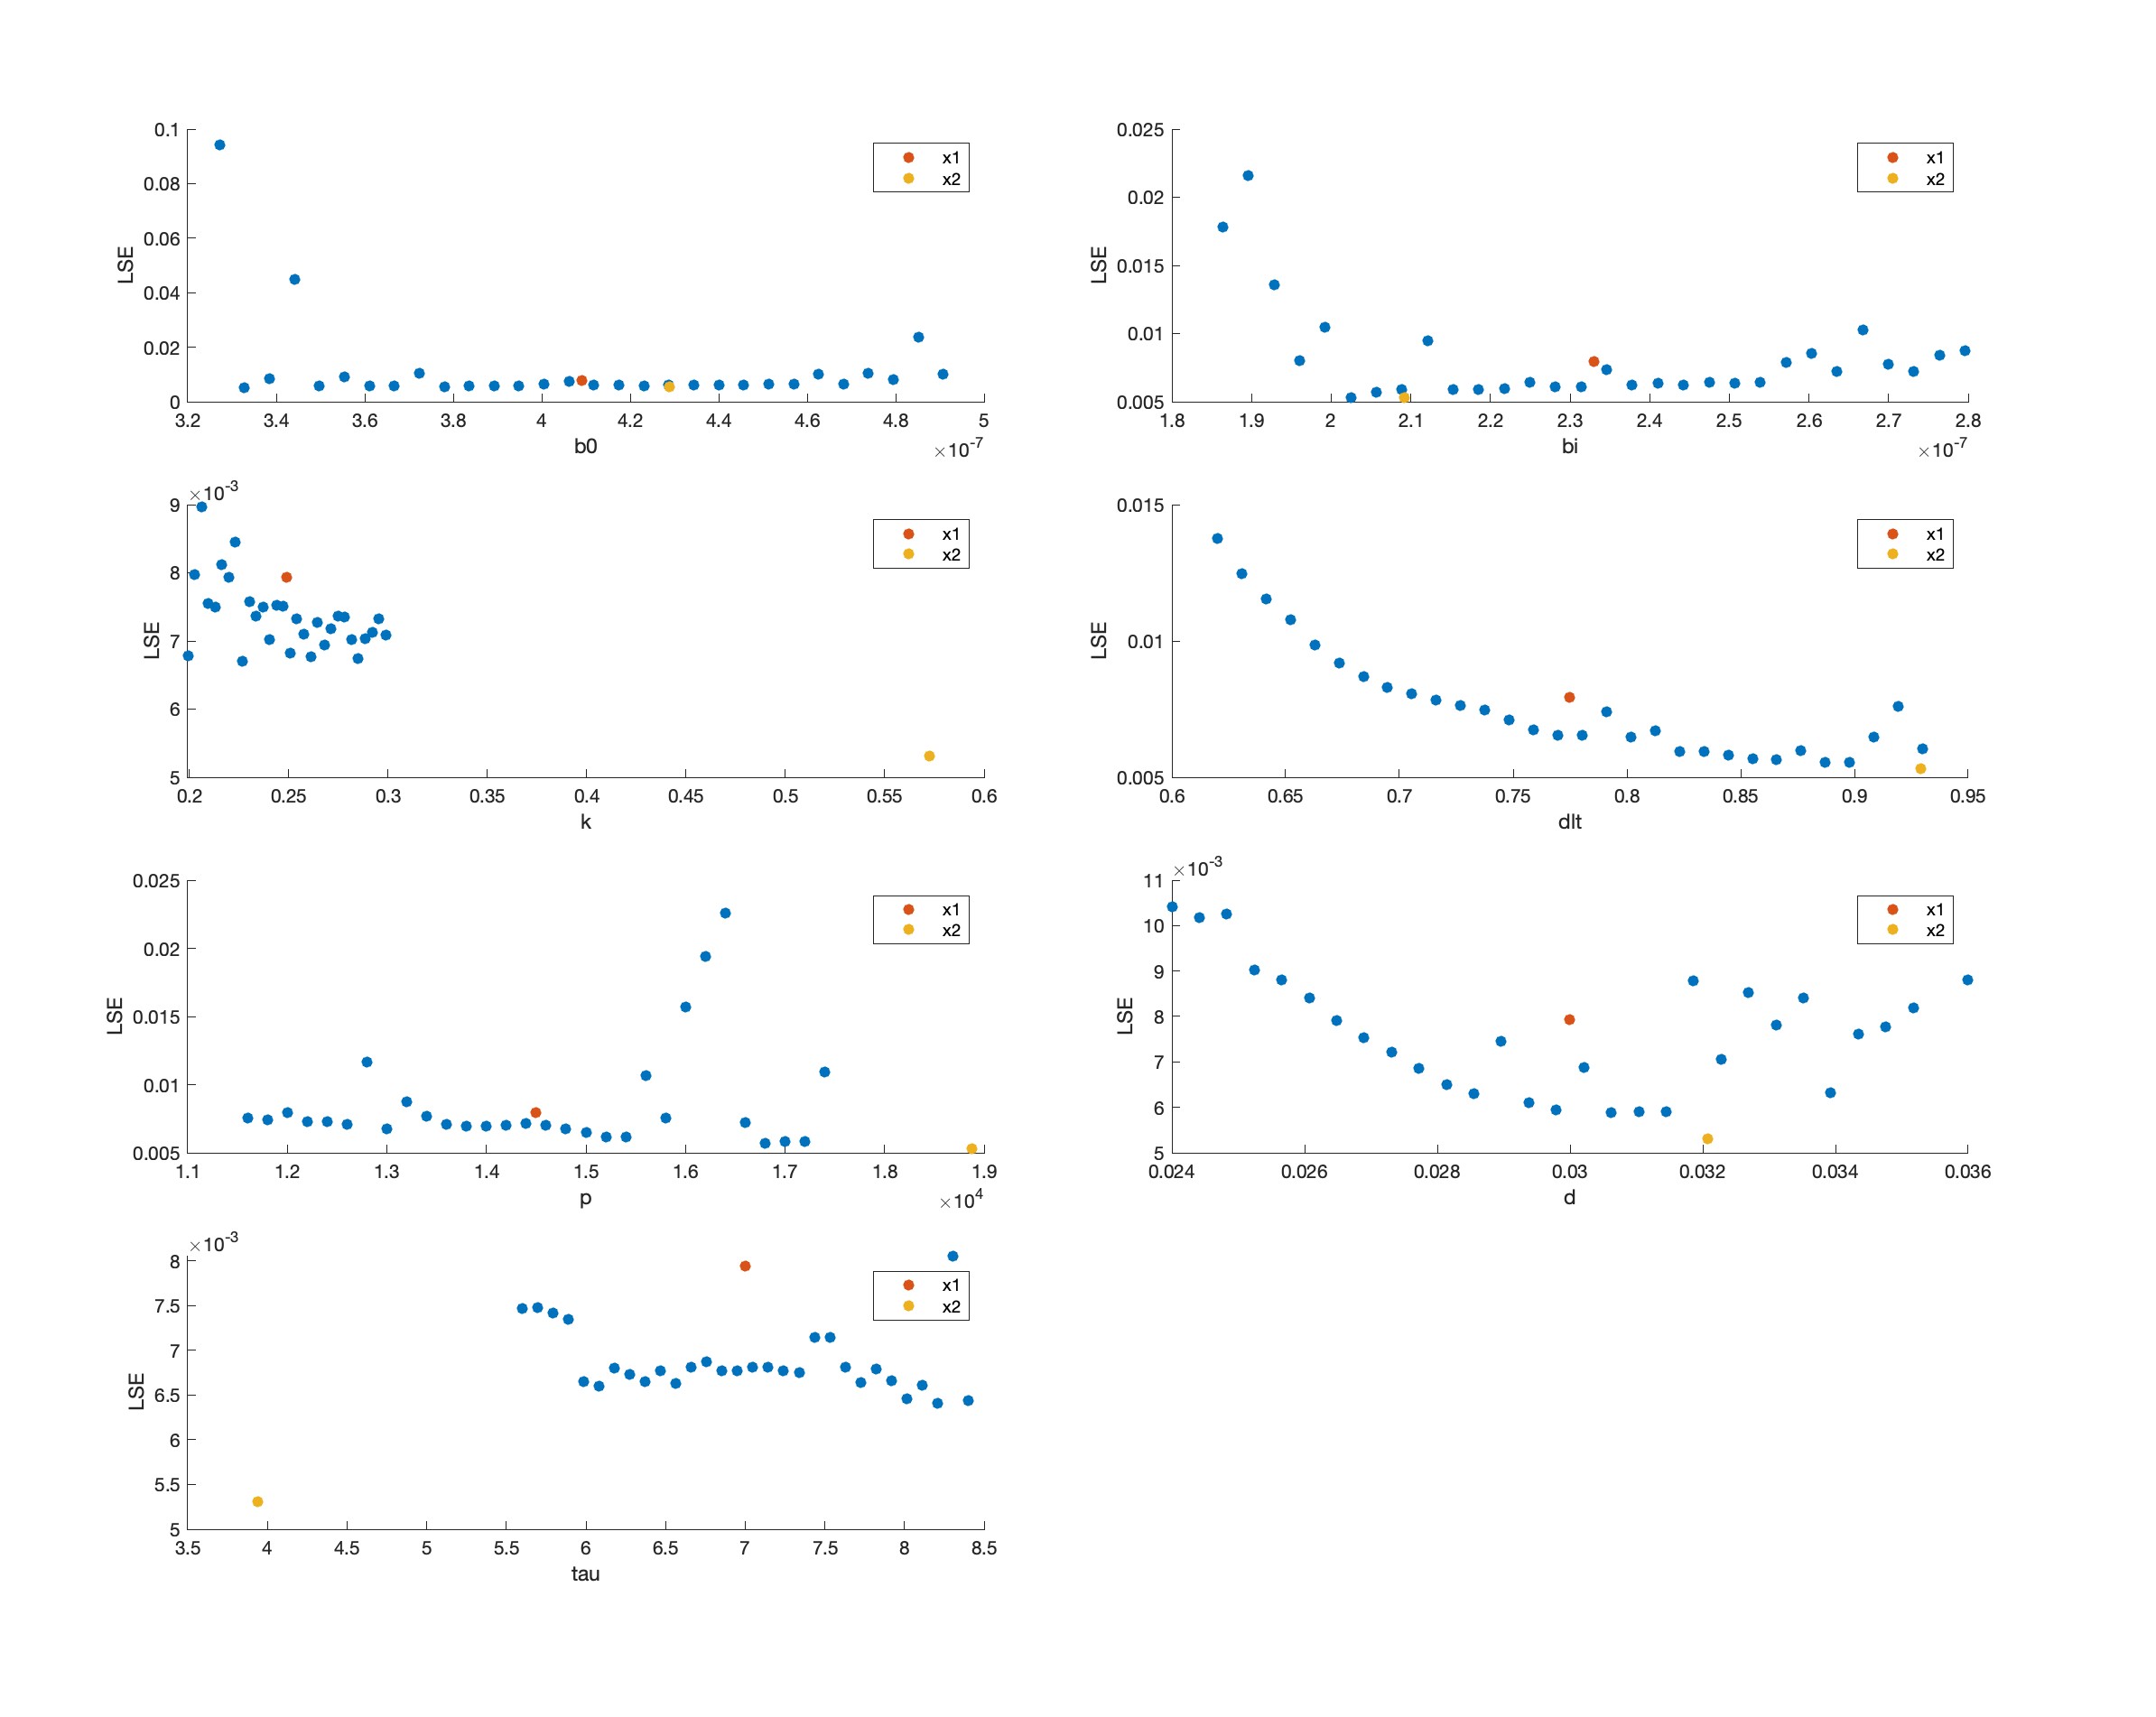 0.1
0.08
0.06
0.04
0.02
0
LSE
3.2 3.4 3.6 3.8 4 4.2 4.4 4.6 4.8 5
b0
×10-7
x1
x2
0.025
0.02
0.015
0.01
0.005
LSE
1.8 1.9 2 2.1 2.2 2.3 2.4 2.5 2.6 2.7 2.8
bi
×10-7
x1
x2
×10-3
9
8
7
6
5
LSE
0.2 0.25 0.3 0.35 0.4 0.45 0.5 0.55 0.6
k
x1
x2
0.015
0.01
0.005
LSE
0.6 0.65 0.7 0.75 0.8 0.85 0.9 0.95
dlt
x1
x2
0.025
0.02
0.015
0.01
0.005
LSE
1.1 1.2 1.3 1.4 1.5 1.6 1.7 1.8 1.9
p
×104
x1
x2
×10-3
11
10
9
8
7
6
5
LSE
0.024 0.026 0.028 0.03 0.032 0.034 0.036
d
x1
x2
×10-3
8
7.5
7
6.5
6
5.5
5
LSE
3.5 4 4.5 5 5.5 6 6.5 7 7.5 8 8.5
tau
x1
x2